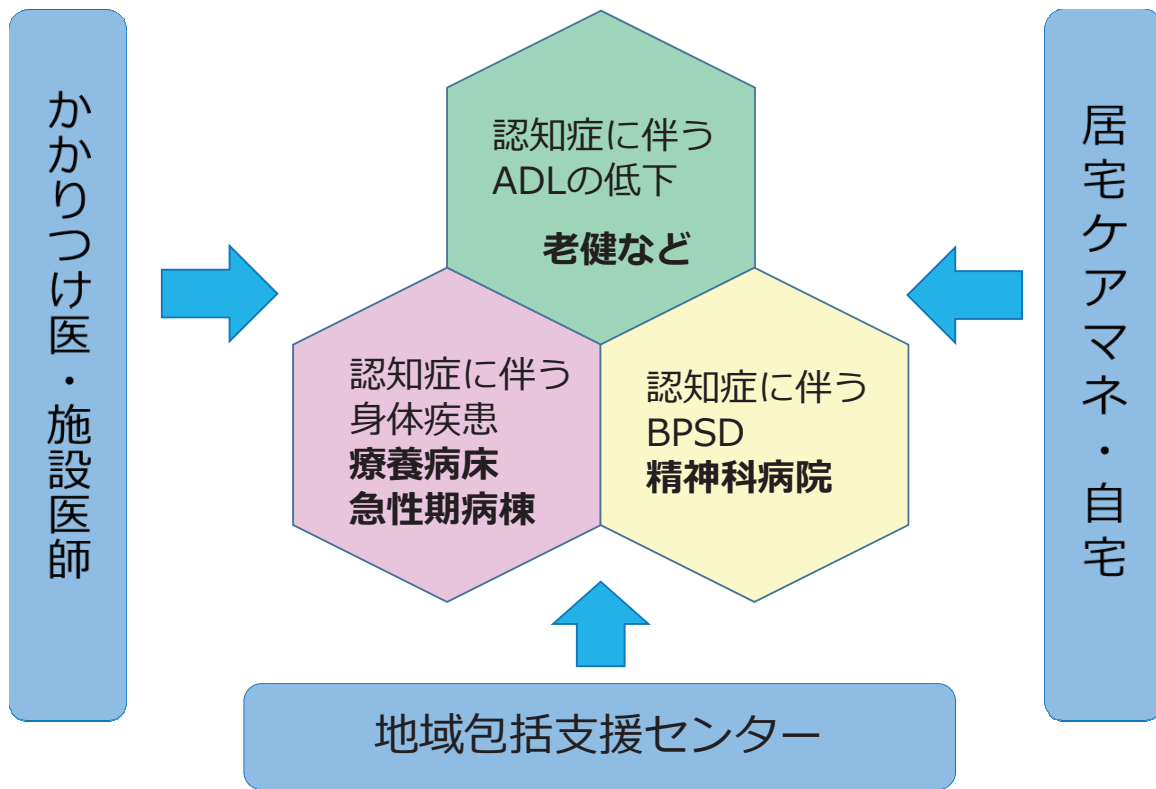 かかりつけ医・施設医師
認知症に伴う
ADLの低下
老健など
認知症に伴う
身体疾患
療養病床
急性期病棟
認知症に伴う
BPSD
精神科病院
居宅ケアマネ・自宅
地域包括支援センター